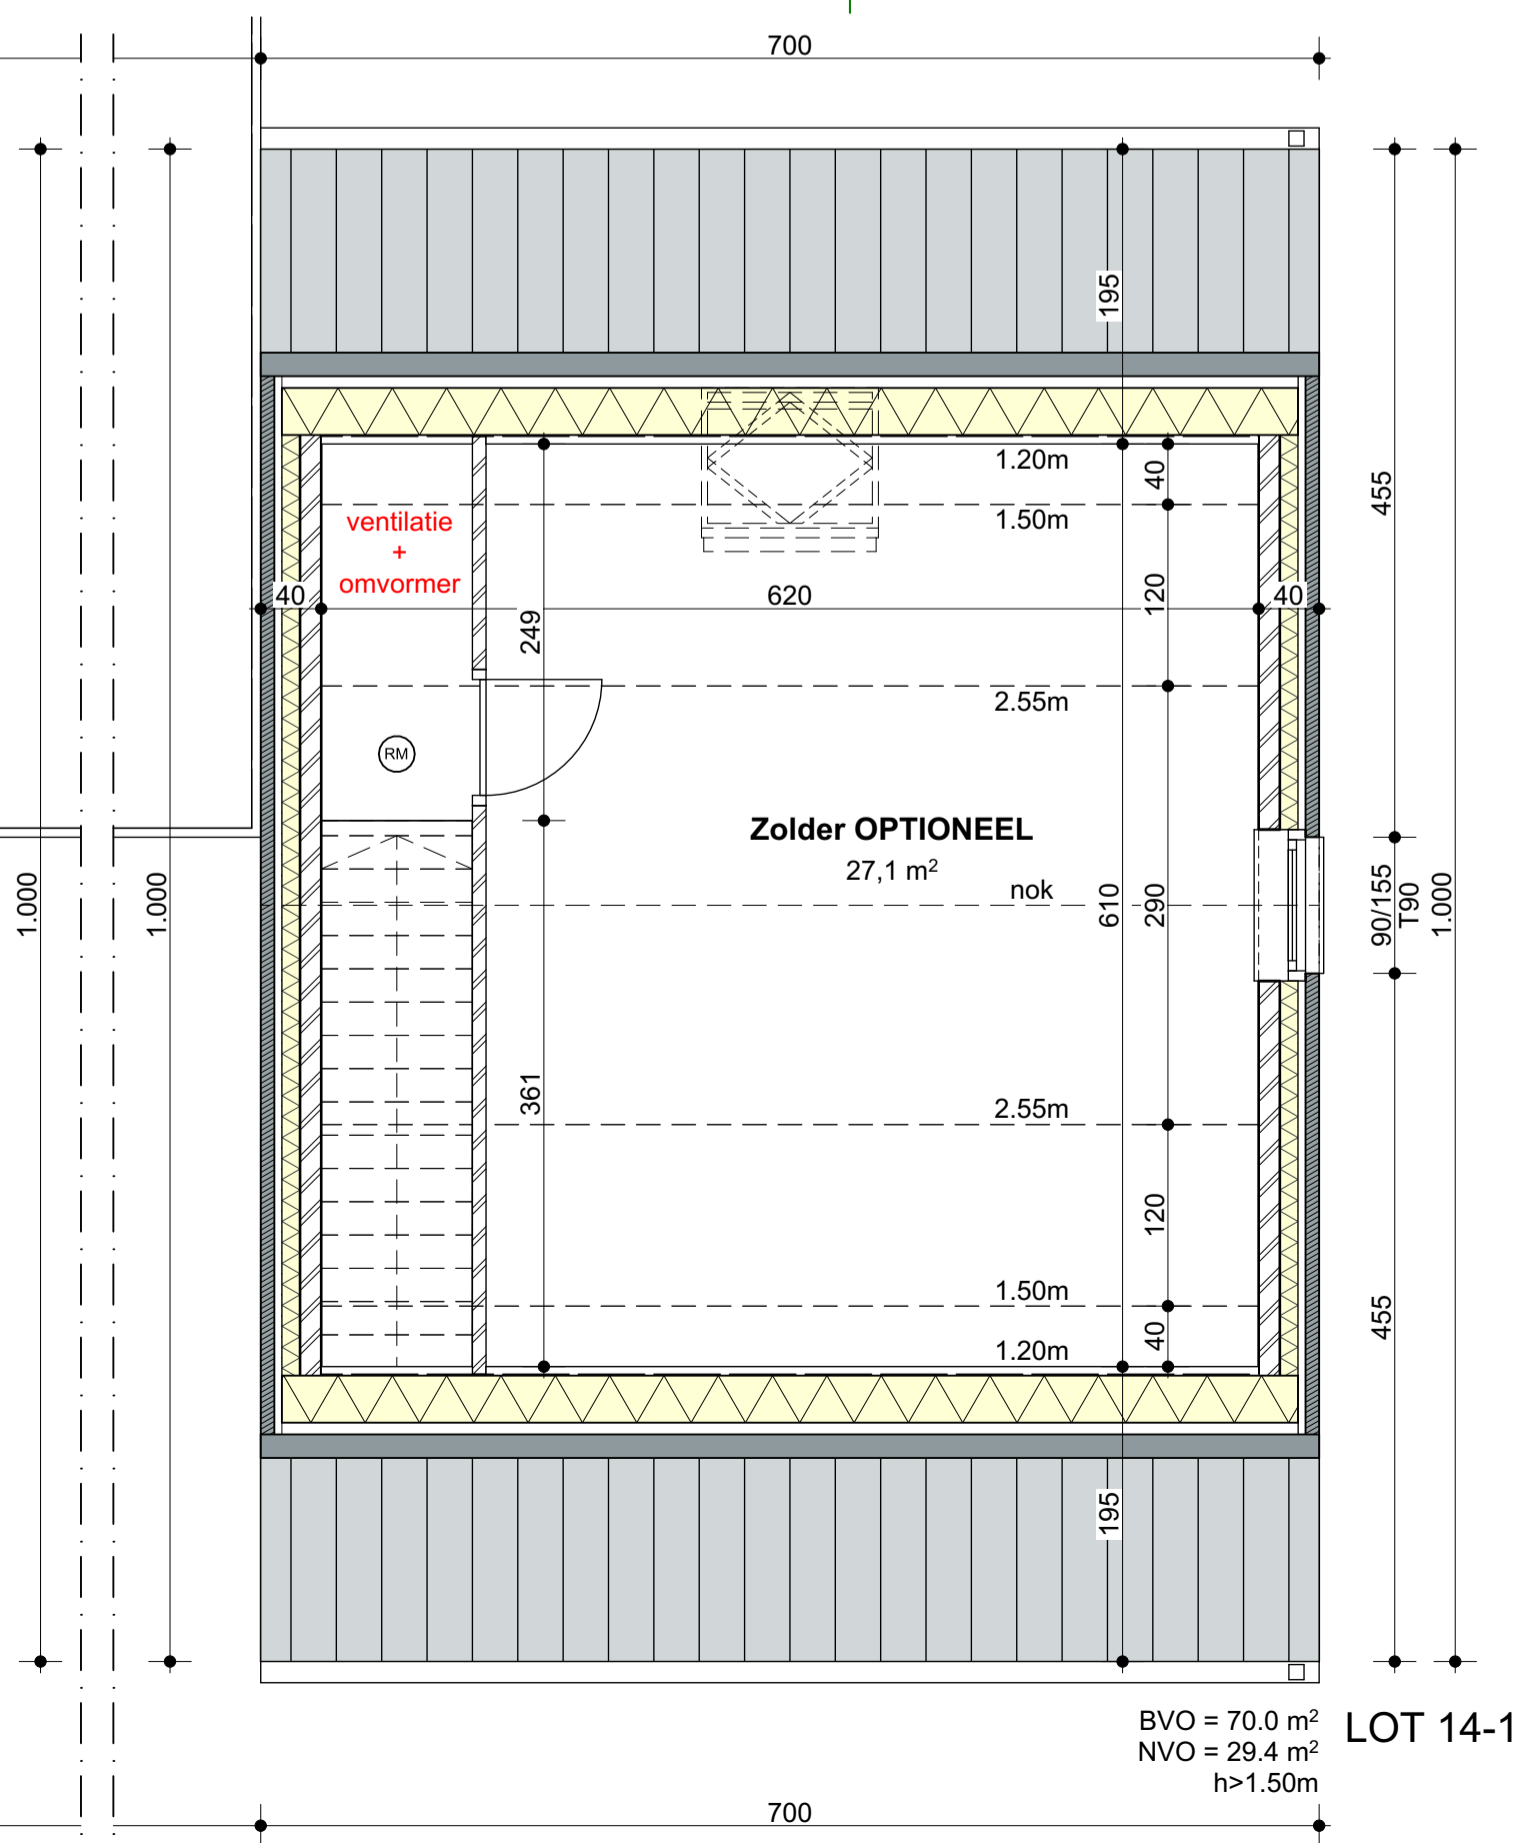 700
195
1.20m
40
1.50m
455
ventilatie
+
omvormer
40
620
120
40
249
2.55m
RM
Zolder OPTIONEEL
27,1 m²
nok
1.000
1.000
610
290
90/155
T90
1.000
361
2.55m
120
1.50m
40
1.20m
455
195
BVO = 70.0 m²
NVO = 29.4 m²
h>1.50m
LOT 14-1
700